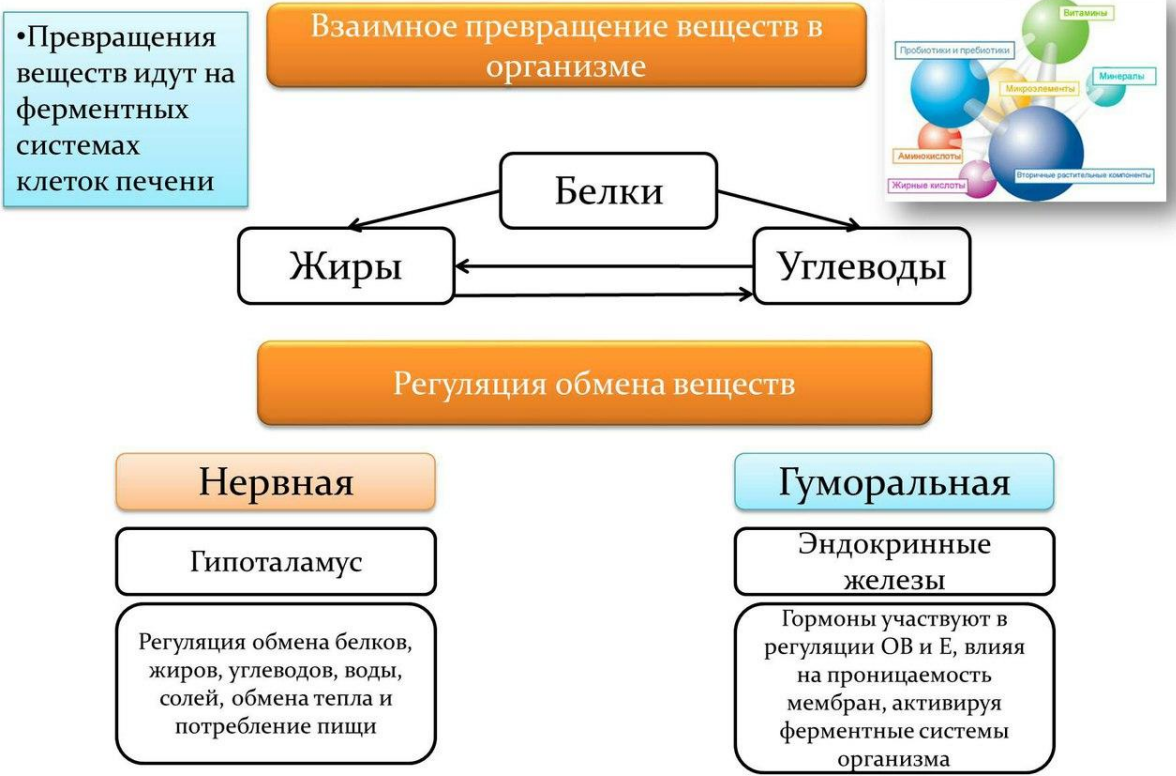 •Превращения
веществ идут на
ферментных
системах
клеток печени
Взаимное превращение веществ в
организме
Витамины
Пробиотики и пребиотики
Минералы
Микроэлементы
Аминокислоты
Жирные кислоты
Вторичные растительные компоненты
Белки
Жиры
Углеводы
Регуляция обмена веществ
Нервная
Гипоталамус
Регуляция обмена белков,
жиров, углеводов, воды,
солей, обмена тепла и
потребление пищи
Гуморальная
Эндокринные
железы
Гормоны участвуют в
регуляции ОВ и Е, влияя
на проницаемость
мембран, активируя
ферментные системы
организма